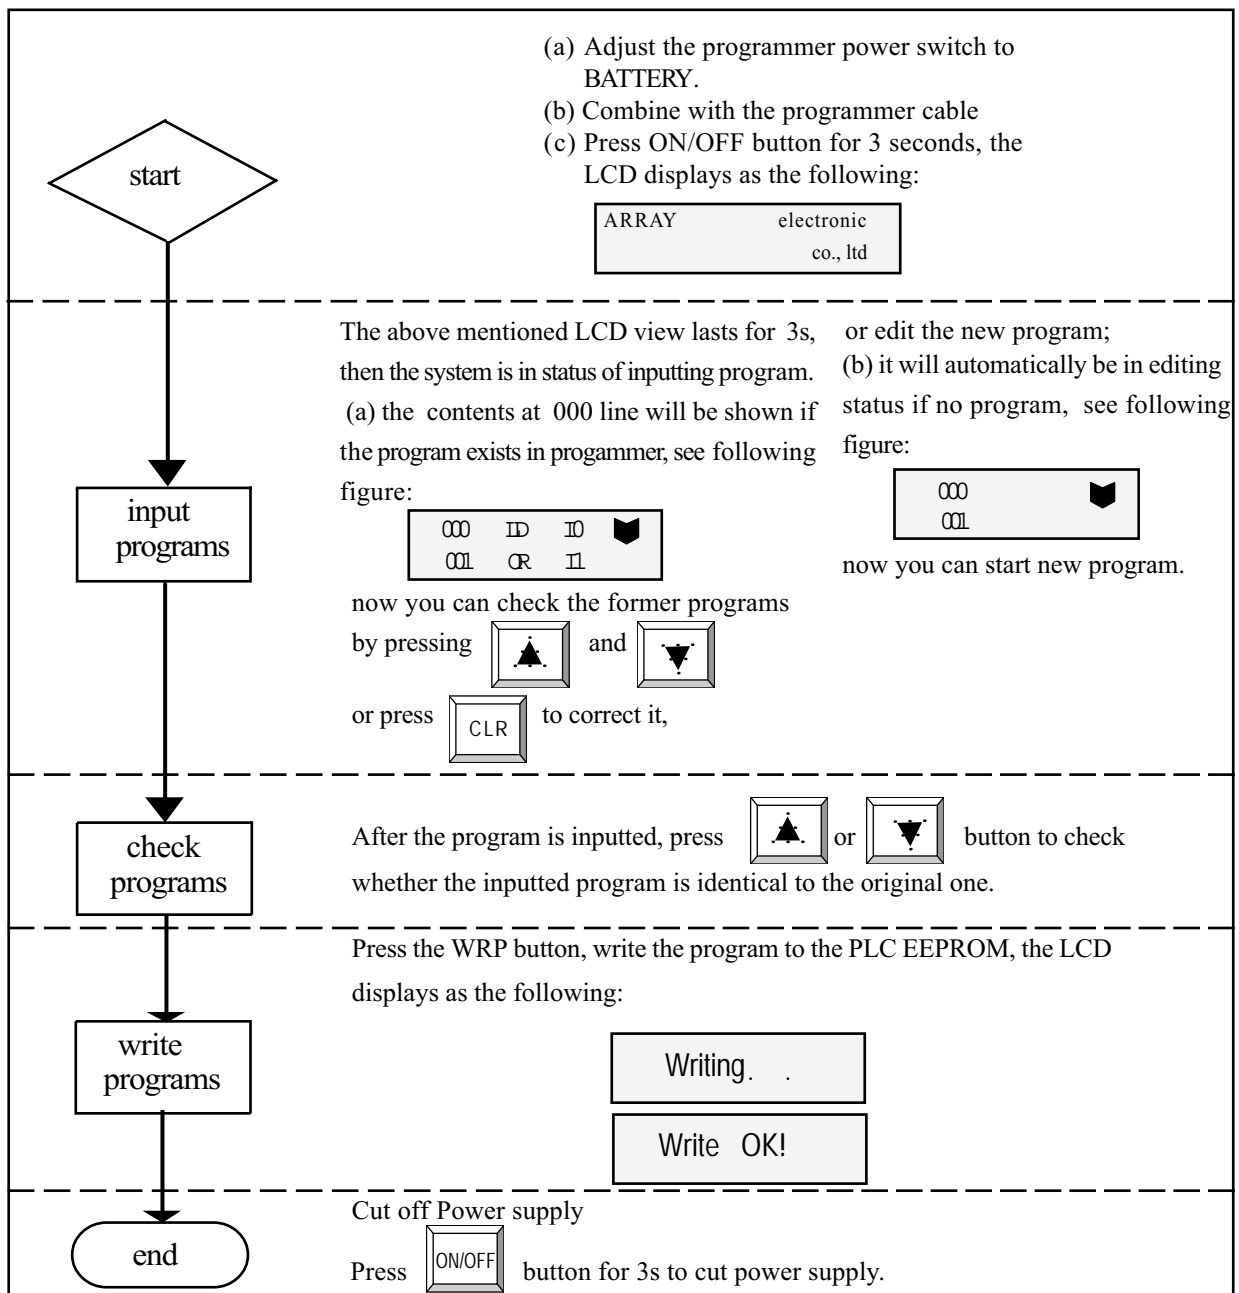 start
(a) Adjust the programmer power switch to
BATTERY.
(b) Combine with the programmer cable
(c) Press ON/OFF button for 3 seconds, the
LCD displays as the following:
ARRAY electronic
co., ltd
input
programs
The above mentioned LCD view lasts for 3s,
then the system is in status of inputting program.
(a) the contents at 000 line will be shown if
the program exists in progammer, see following
figure:
000 LD I0
001 OR I1
now you can check the former programs
by pressing and
or press CLR to correct it,
or edit the new program;
(b) it will automatically be in editing
status if no program, see following
figure:
000
001
now you can start new program.
check
programs
After the program is inputted, press or button to check
whether the inputted program is identical to the original one.
write
programs
Press the WRP button, write the program to the PLC EEPROM, the LCD
displays as the following:
Writing. .
Write OK!
end
Cut off Power supply
Press ON/OFF button for 3s to cut power supply.